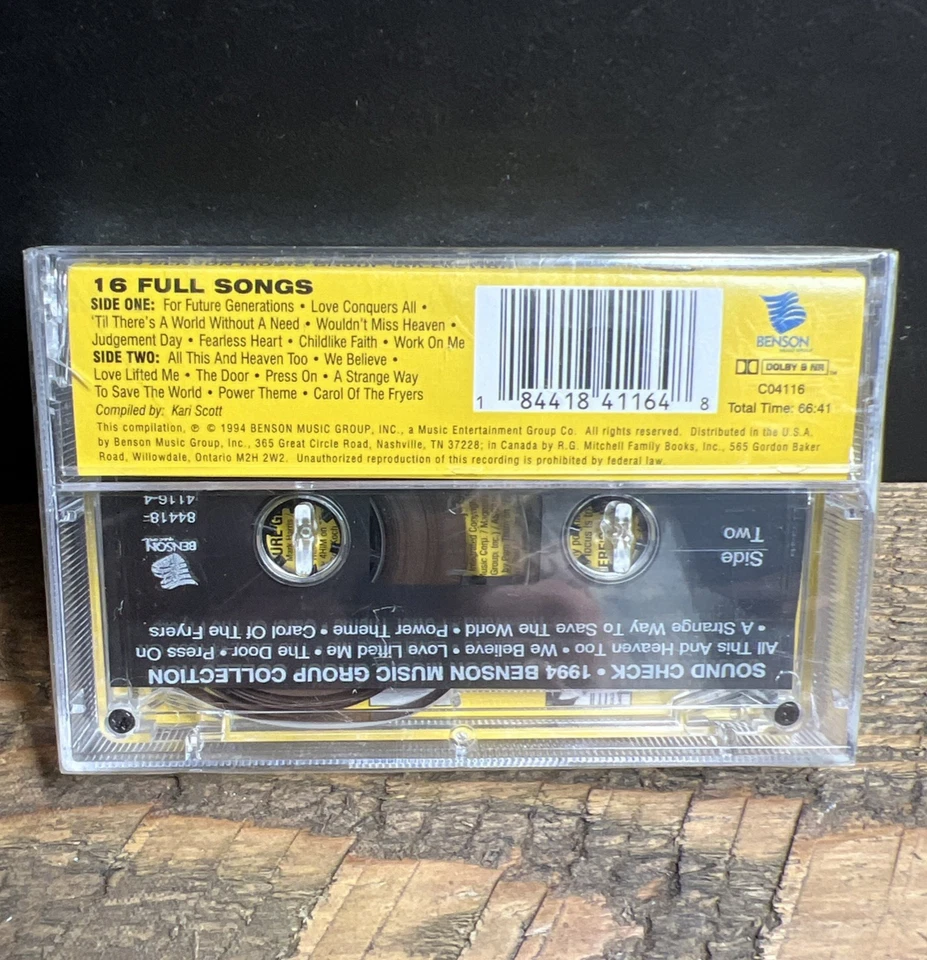 16 FULL SONGS
SIDE ONE: For Future Generations • Love Conquers All •
'Til There's A World Without A Need • Wouldn't Miss Heaven •
Judgement Day • Fearless Heart • Childlike Faith • Work On Me
SIDE TWO: All This And Heaven Too • We Believe •
Love Lifted Me • The Door • Press On • A Strange Way
To Save The World • Power Theme • Carol Of The Fryers
Compiled by: Kari Scott
This compilation, ℗ © 1994 BENSON MUSIC GROUP, INC., a Music Entertainment Group Co. All rights reserved. Distributed in the U.S.A.
by Benson Music Group, Inc., 365 Great Circle Road, Nashville, TN 37228; in Canada by R.G. Mitchell Family Books, Inc., 565 Gordon Baker
Road, Willowdale, Ontario M2H 2W2. Unauthorized reproduction of this recording is prohibited by federal law.
1 84418 41164 8
BENSON
DOLBY B NR
C04116
Total Time: 66:41
SOUND CHECK • 1994 BENSON MUSIC GROUP COLLECTION
All This And Heaven Too • We Believe • Love Lifted Me • The Door • Press On
• A Strange Way To Save The World • Power Theme • Carol Of The Fryers
Side
Two
BENSON
84418-
4116-4